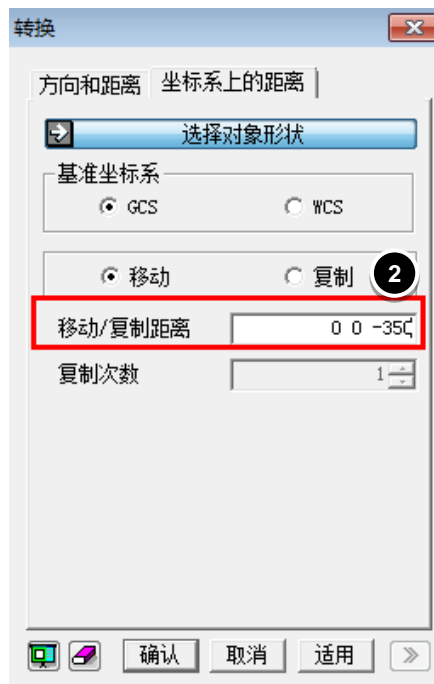 转换
方向和距离 坐标系上的距离
选择对象形状
基准坐标系
GCS WCS
移动 复制 2
移动/复制距离 0 0 -350
复制次数 1
确认 取消 适用